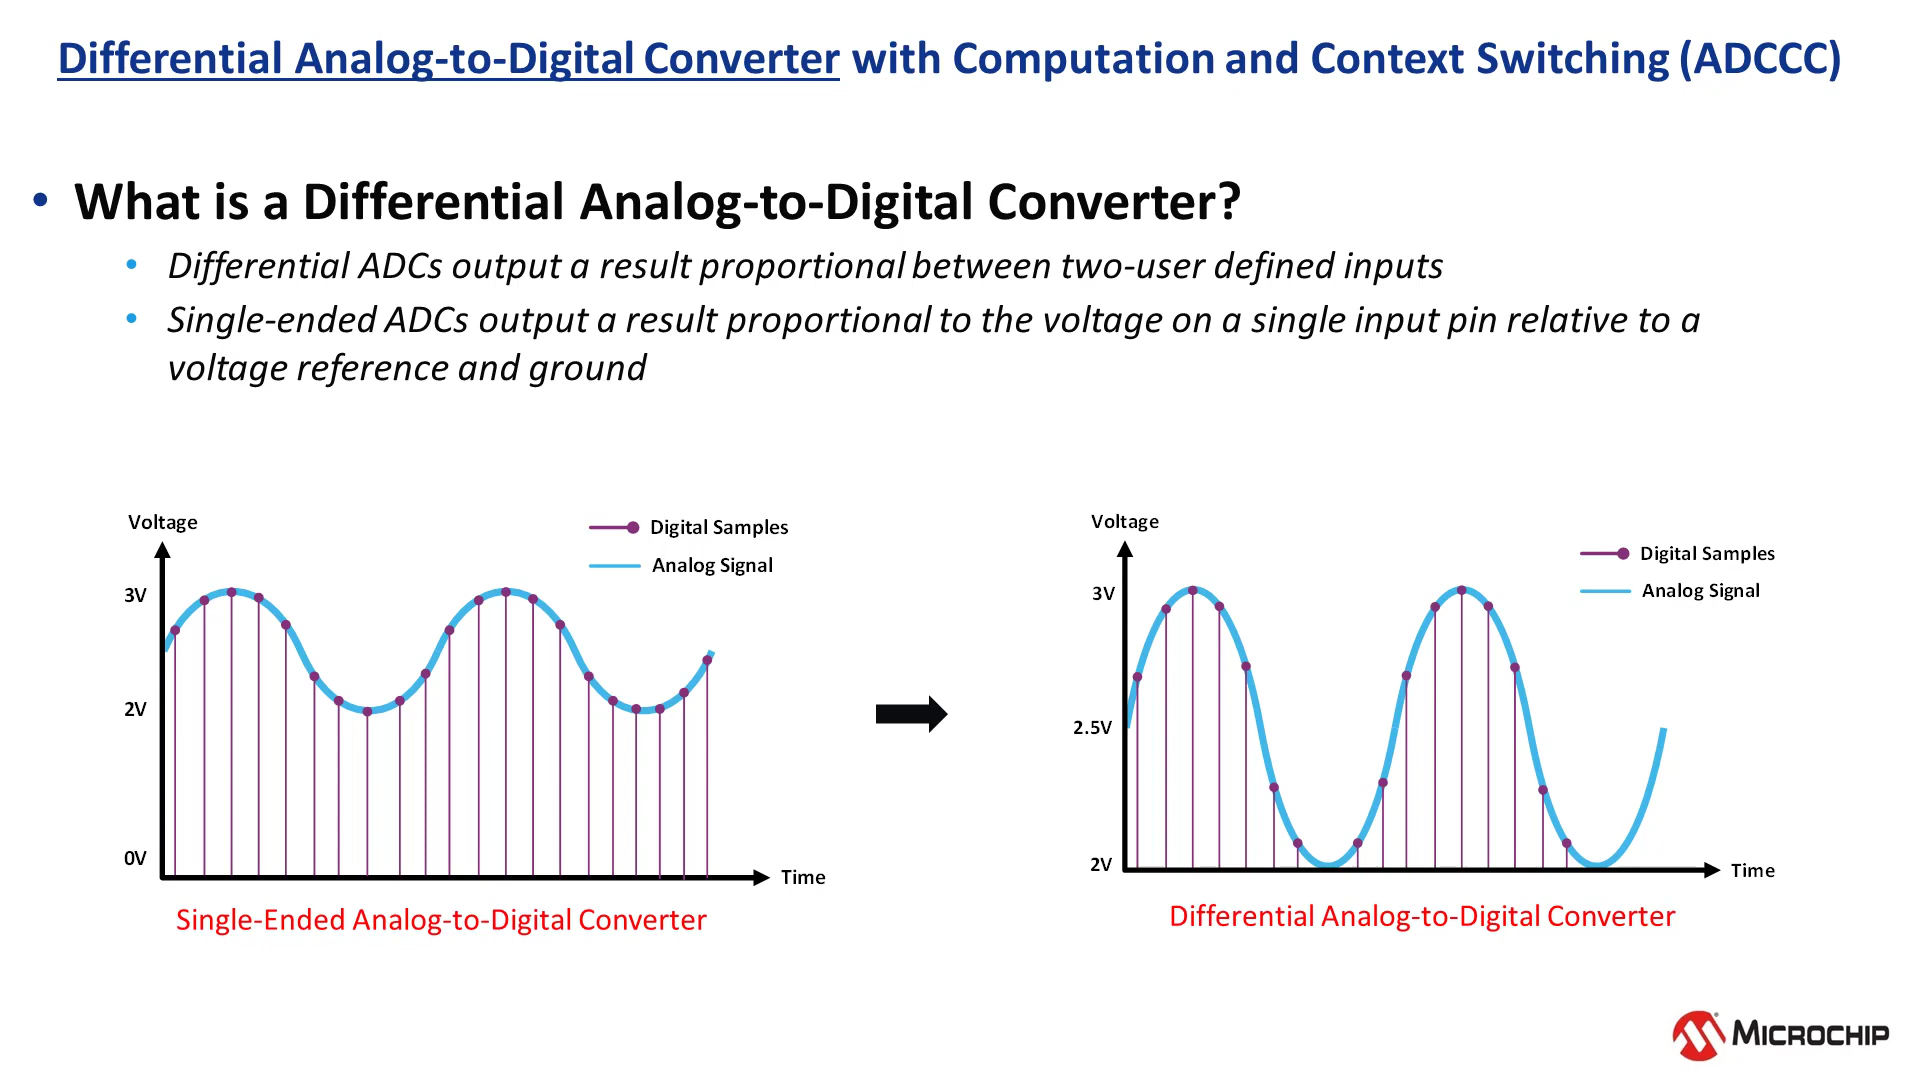 Differential Analog-to-Digital Converter with Computation and Context Switching (ADCCC)
• What is a Differential Analog-to-Digital Converter?
• Differential ADCs output a result proportional between two-user defined inputs
• Single-ended ADCs output a result proportional to the voltage on a single input pin relative to a
voltage reference and ground
Voltage
Digital Samples
Analog Signal
3V
2V
0V
Time
Single-Ended Analog-to-Digital Converter
Voltage
Digital Samples
Analog Signal
3V
2.5V
2V
Time
Differential Analog-to-Digital Converter
MICROCHIP